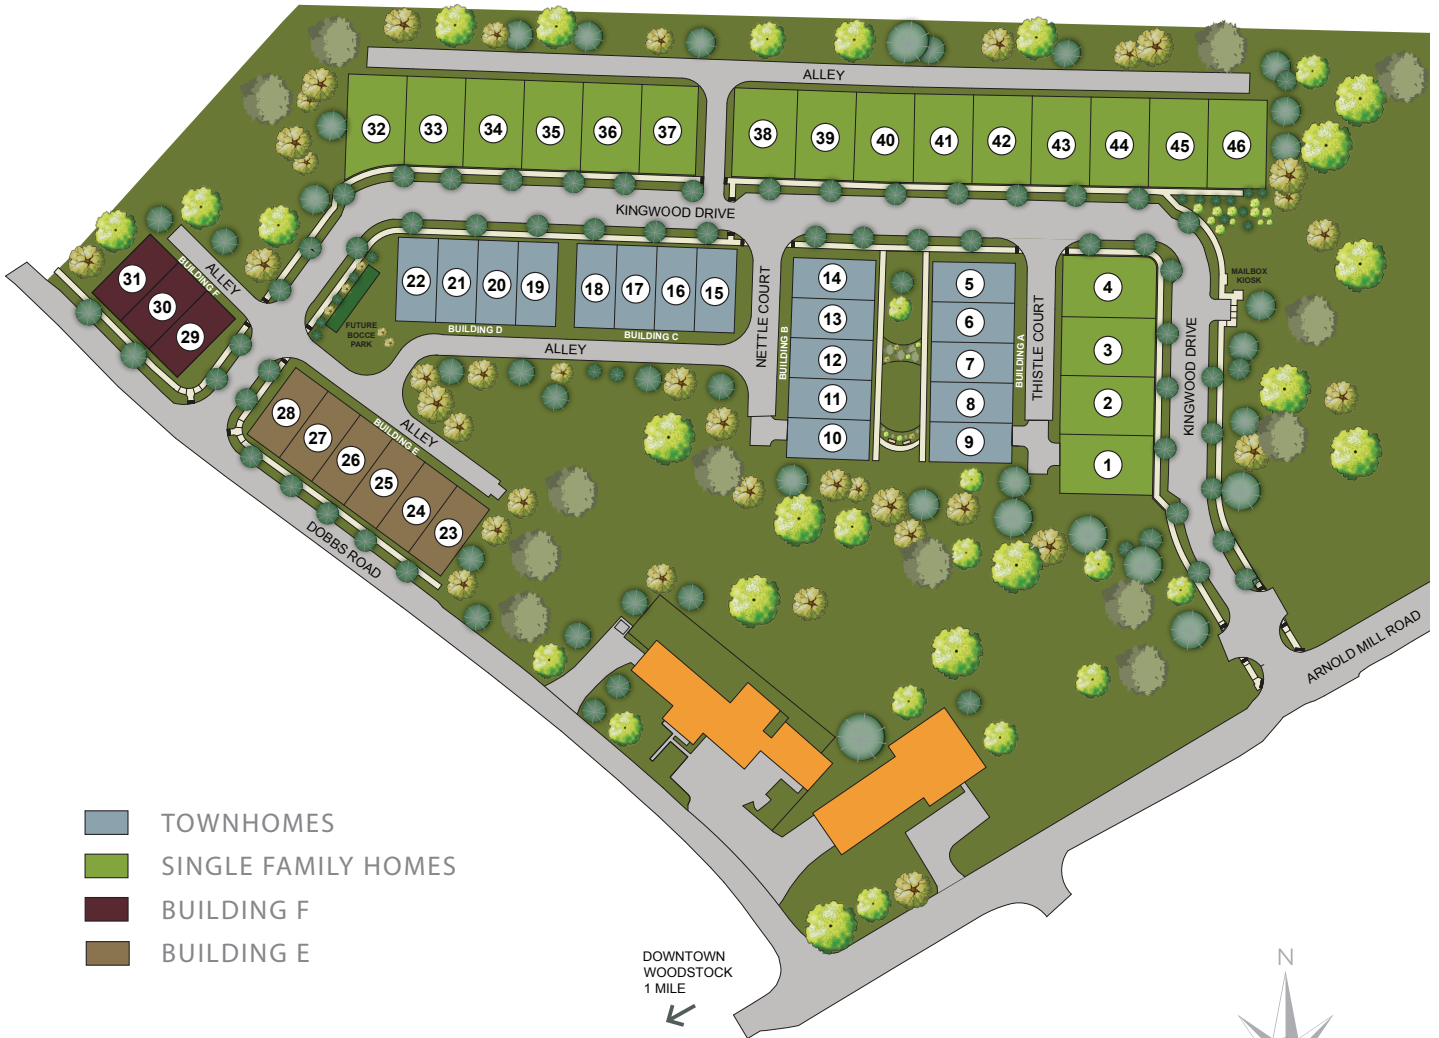 ALLEY
32
33
34
35
36
37
38
39
40
41
42
43
44
45
46
KINGWOOD DRIVE
31
30
29
BUILDING F
ALLEY
22
21
20
19
BUILDING D
18
17
16
15
BUILDING C
FUTURE
BOCCE
PARK
ALLEY
NETTLE COURT
BUILDING B
14
13
12
11
10
5
6
7
8
9
BUILDING A
THISTLE COURT
4
3
2
1
KINGWOOD DRIVE
MAILBOX
KIOSK
28
27
26
25
24
23
BUILDING E
ALLEY
DOBBS ROAD
ARNOLD MILL ROAD
TOWNHOMES
SINGLE FAMILY HOMES
BUILDING F
BUILDING E
DOWNTOWN
WOODSTOCK
1 MILE
N